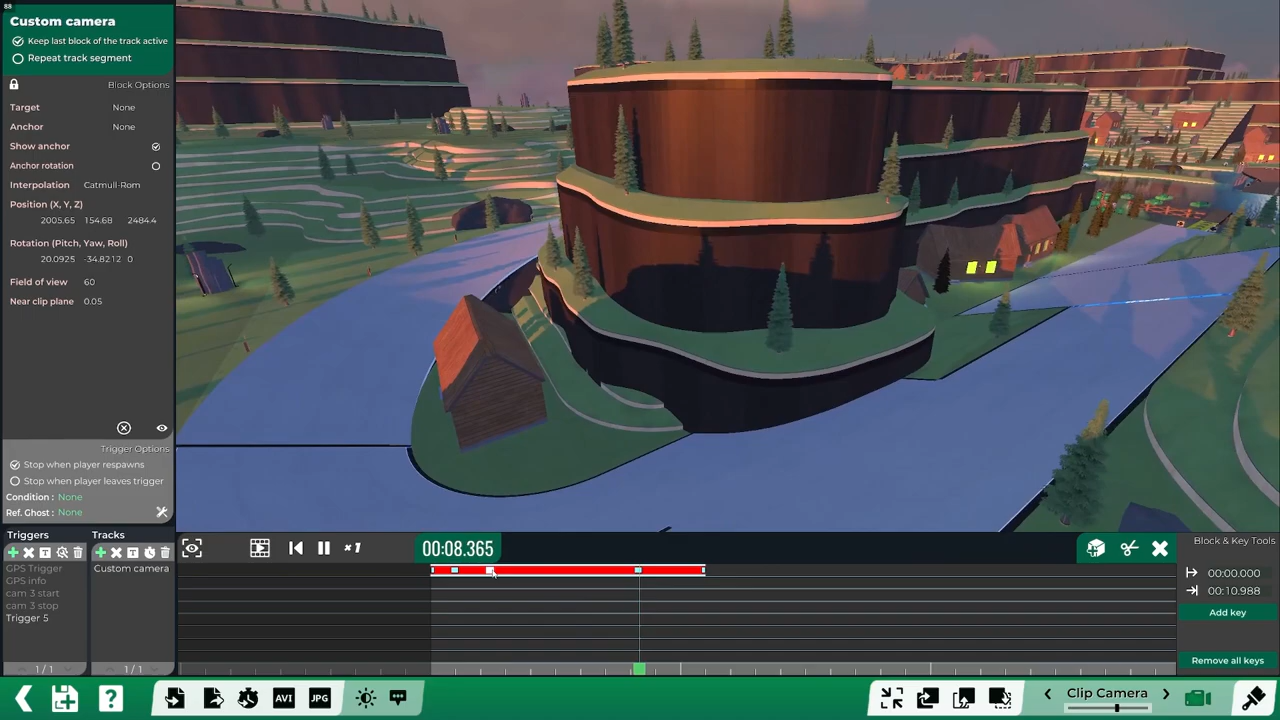 88
Custom camera
Keep last block of the track active
Repeat track segment
Block Options
Target None
Anchor None
Show anchor
Anchor rotation
Interpolation Catmull-Rom
Position (X, Y, Z)
2005.65 154.68 2484.4
Rotation (Pitch, Yaw, Roll)
20.0925 -34.8212 0
Field of view 60
Near clip plane 0.05
Trigger Options
Stop when player respawns
Stop when player leaves trigger
Condition : None
Ref. Ghost : None
Triggers Tracks
GPS Trigger
GPS info
cam 3 start
cam 3 stop
Trigger 5
Custom camera
1/1
1/1
×1
00:08.365
Block & Key Tools
00:00.000
00:10.988
Add key
Remove all keys
?
AVI
JPG
Clip Camera